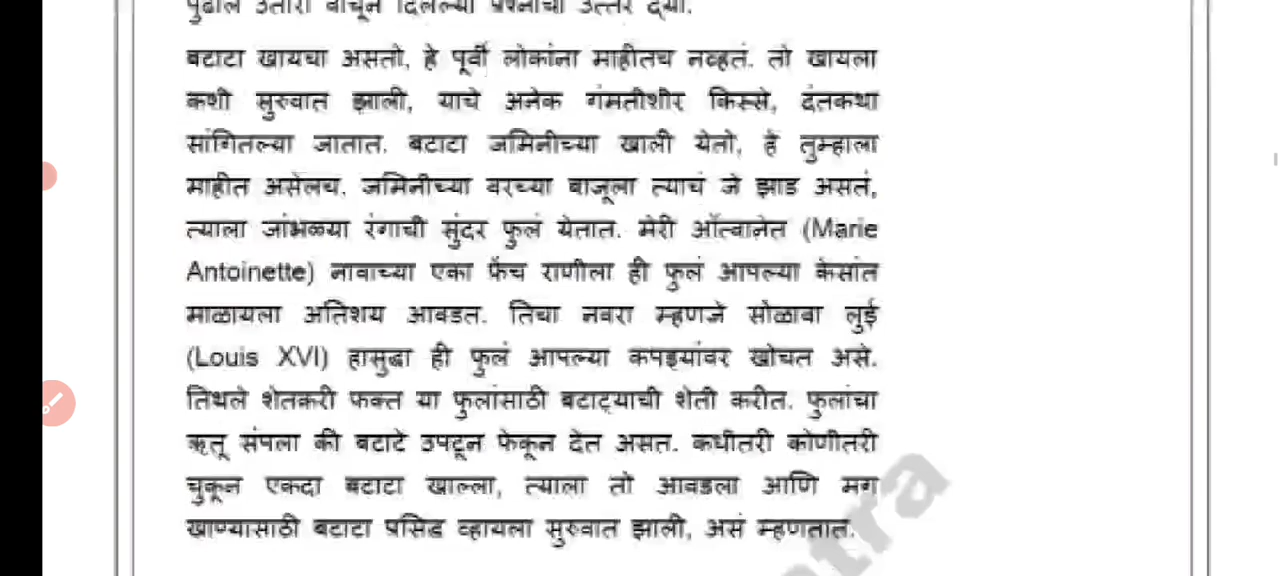 पुढील उतारा वाचून दिलेल्या प्रश्नांची उत्तरे द्या.
बटाटा खायचा असतो, हे पूर्वी लोकांना माहीतच नव्हतं. तो खायला
कशी सुरुवात झाली, याचे अनेक गंमतीशीर किस्से, दंतकथा
सांगितल्या जातात. बटाटा जमिनीच्या खाली येतो, हे तुम्हाला
माहीत असेलच. जमिनीच्या वरच्या बाजूला त्याचं जे झाड असतं,
त्याला जांभळ्या रंगाची सुंदर फुलं येतात. मेरी ऑंत्वानेत (Marie
Antoinette) नावाच्या एका फ्रेंच राणीला ही फुलं आपल्या केसांत
माळायला अतिशय आवडत. तिचा नवरा म्हणजे सोळावा लुई
(Louis XVI) हासुद्धा ही फुलं आपल्या कपड्यांवर खोचत असे.
तिथले शेतकरी फक्त या फुलांसाठी बटाट्याची शेती करीत. फुलांचा
ऋतू संपला की बटाटे उपटून फेकून देत असत. कधीतरी कोणीतरी
चुकून एकदा बटाटा खाल्ला, त्याला तो आवडला आणि मग
खाण्यासाठी बटाटा प्रसिद्ध व्हायला सुरुवात झाली, असं म्हणतात.